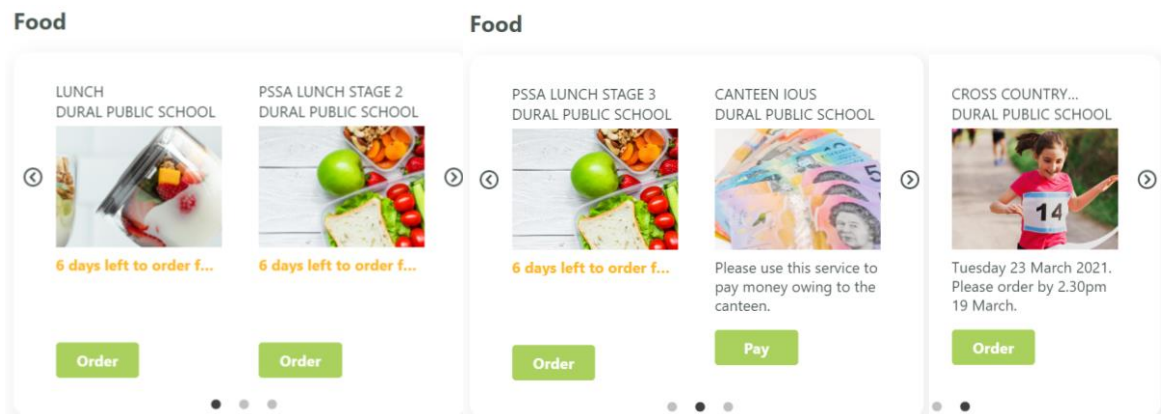 Food
LUNCH
DURAL PUBLIC SCHOOL
6 days left to order f...
Order
PSSA LUNCH STAGE 2
DURAL PUBLIC SCHOOL
6 days left to order f...
Order
Food
PSSA LUNCH STAGE 3
DURAL PUBLIC SCHOOL
6 days left to order f...
Order
CANTEEN IOUS
DURAL PUBLIC SCHOOL
5
Please use this service to
pay money owing to the
canteen.
Pay
CROSS COUNTRY...
DURAL PUBLIC SCHOOL
14
Tuesday 23 March 2021.
Please order by 2.30pm
19 March.
Order